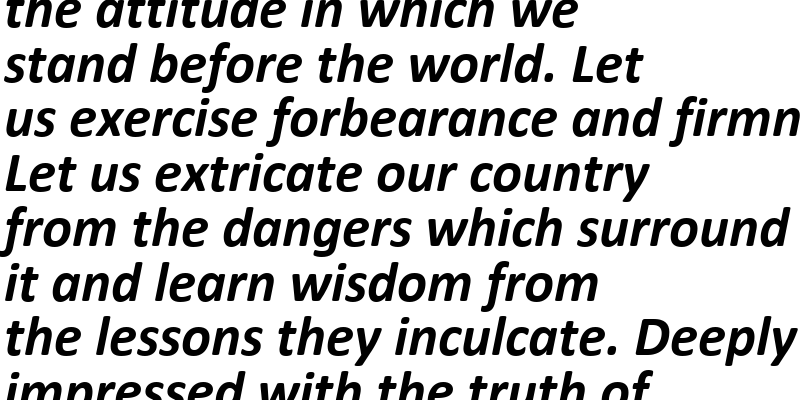 the attitude in which we
stand before the world. Let
us exercise forbearance and firmn
Let us extricate our country
from the dangers which surround
it and learn wisdom from
the lessons they inculcate. Deeply
impressed with the truth of